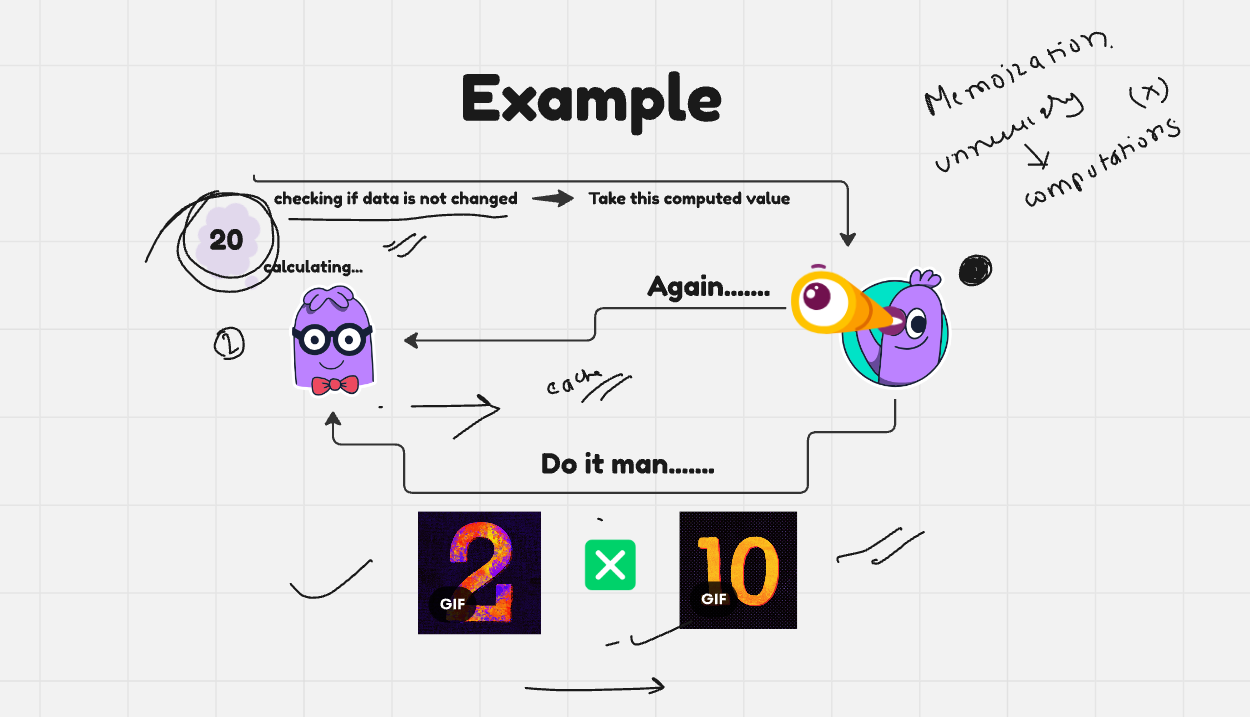 Example
Memoization.
(x)
computations
checking if data is not changed
Take this computed value
20
calculating...
Again.......
2
cache
Do it man.......
2
10
GIF
GIF